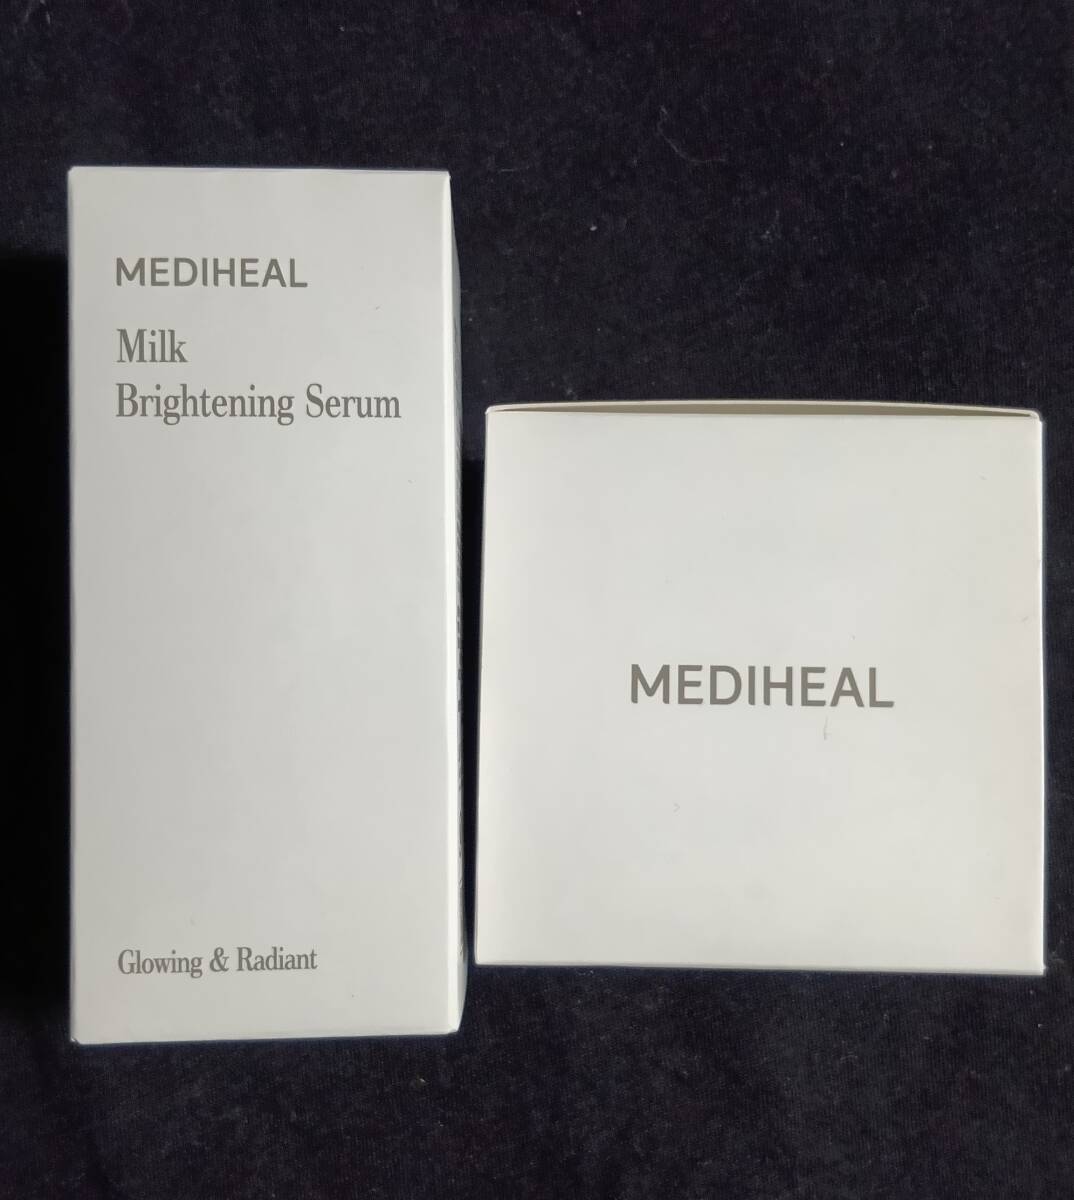 MEDIHEAL
Milk
Brightening Serum
Glowing & Radiant
MEDIHEAL